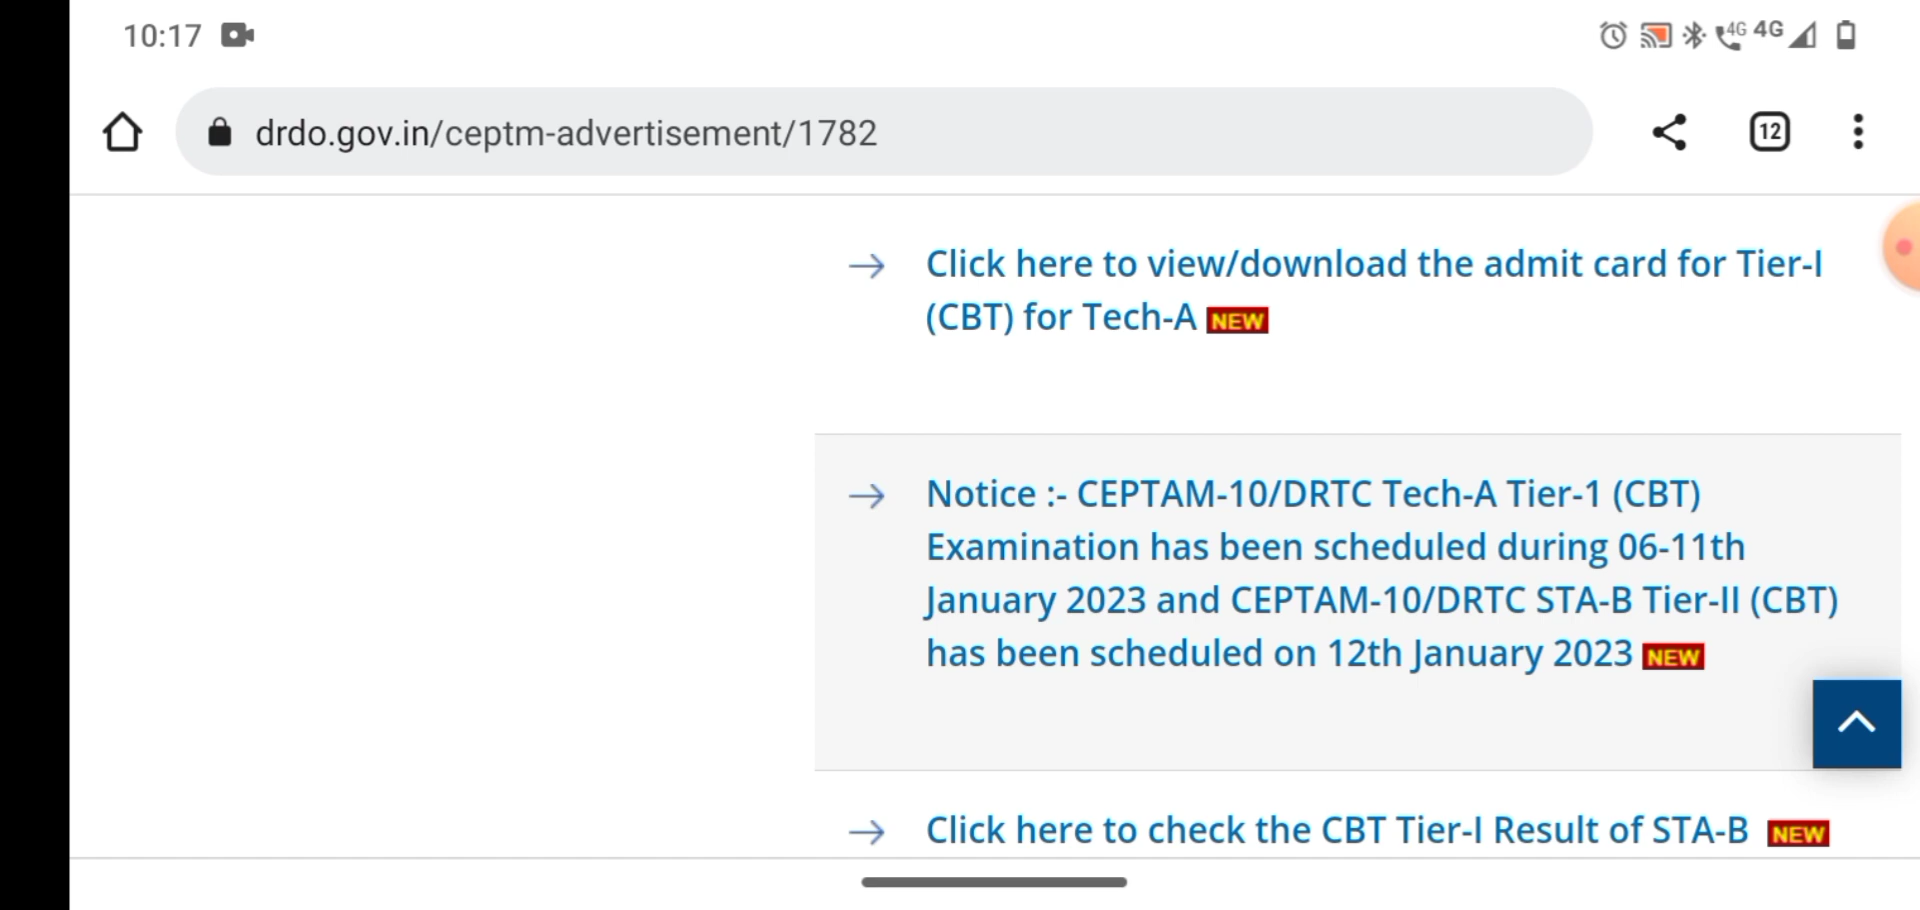 10:17
4G 4G
drdo.gov.in/ceptm-advertisement/1782
12
→ Click here to view/download the admit card for Tier-I
(CBT) for Tech-A NEW
→ Notice :- CEPTAM-10/DRTC Tech-A Tier-1 (CBT)
Examination has been scheduled during 06-11th
January 2023 and CEPTAM-10/DRTC STA-B Tier-II (CBT)
has been scheduled on 12th January 2023 NEW
→ Click here to check the CBT Tier-I Result of STA-B NEW